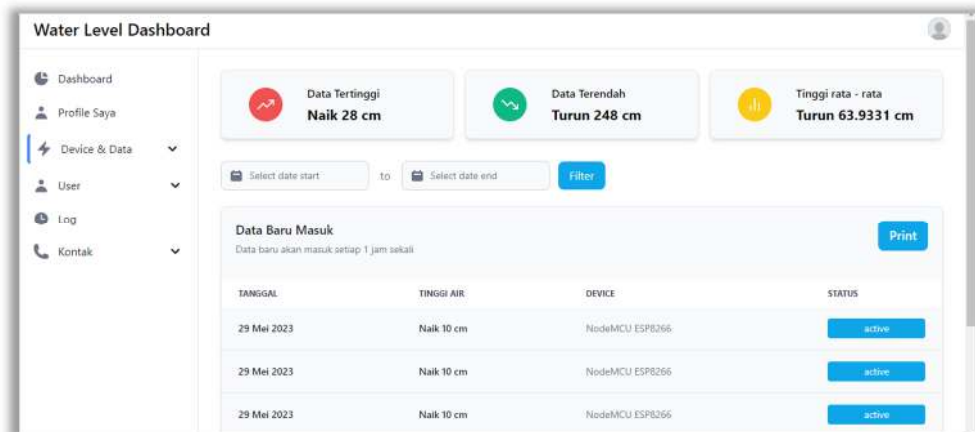 Water Level Dashboard
Dashboard
Profile Saya
Device & Data
User
Log
Kontak
Data Tertinggi
Naik 28 cm
Data Terendah
Turun 248 cm
Tinggi rata - rata
Turun 63.9331 cm
Select date start
to
Select date end
Filter
Data Baru Masuk
Data baru akan masuk setiap 1 jam sekali
Print
TANGGAL TINGGI AIR DEVICE STATUS
29 Mei 2023 Naik 10 cm NodeMCU ESP8266 active
29 Mei 2023 Naik 10 cm NodeMCU ESP8266 active
29 Mei 2023 Naik 10 cm NodeMCU ESP8266 active